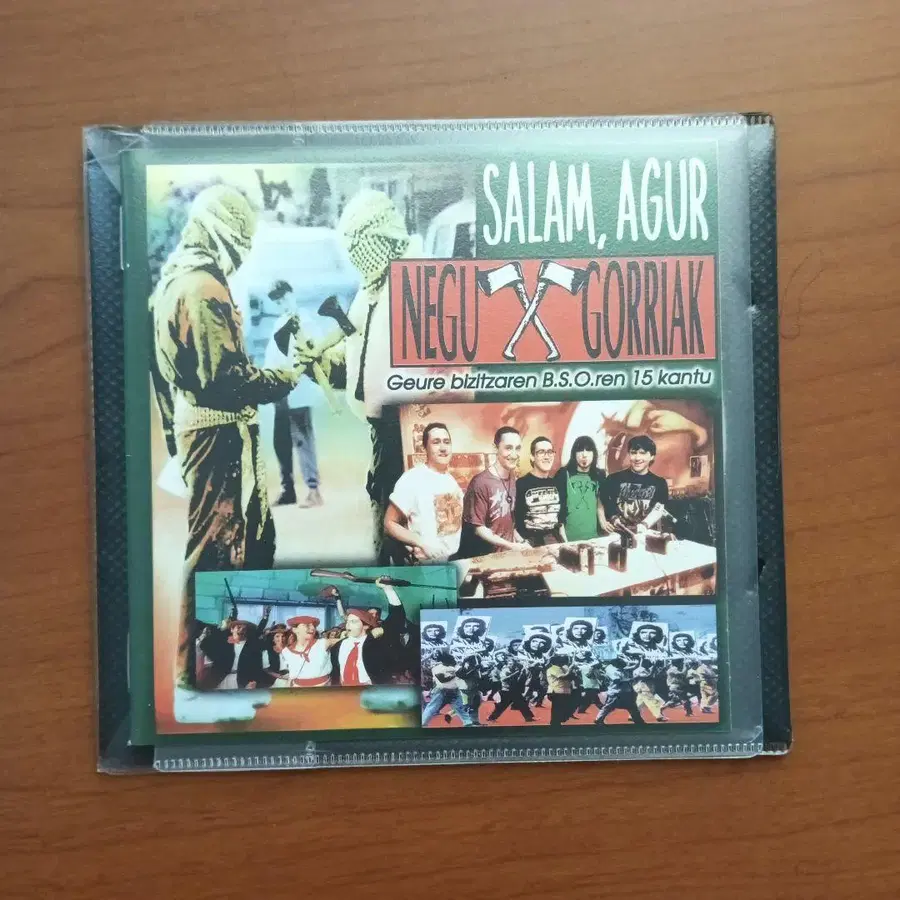 SALAM, AGUR
NEGU GORRIAK
Geure bizitzaren B.S.O.ren 15 kantu